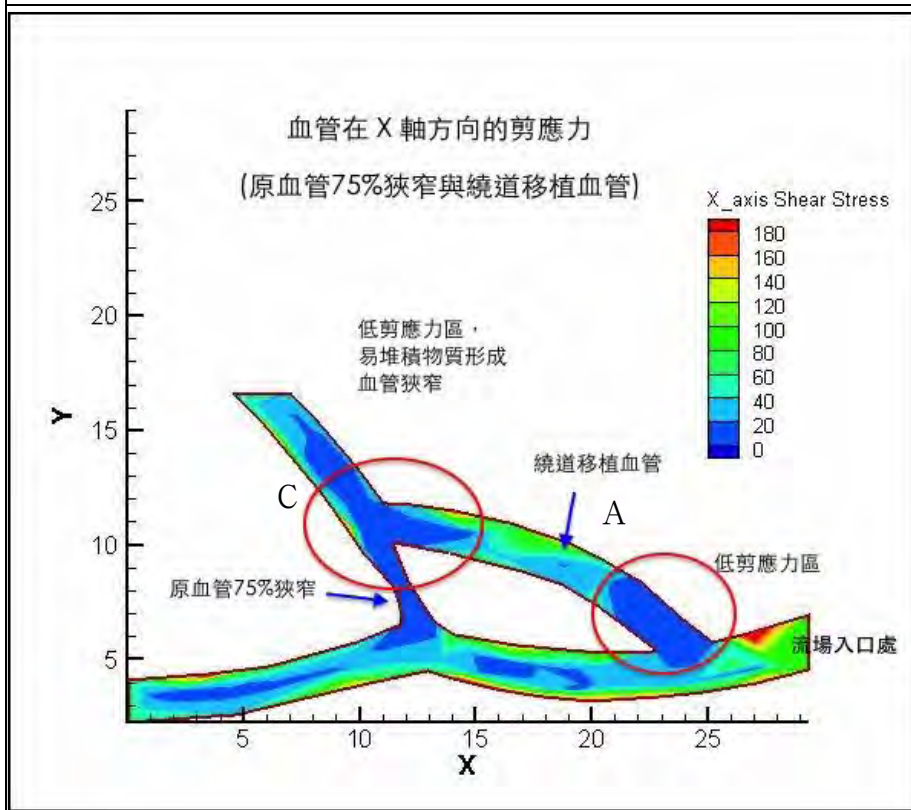 血管在 X 軸方向的剪應力
(原血管75%狹窄與繞道移植血管)
X_axis Shear Stress
180
160
140
120
100
80
60
40
20
0
低剪應力區，
易堆積物質形成
血管狹窄
繞道移植血管
C
A
低剪應力區
原血管75%狹窄
流場入口處
Y
25
20
15
10
5
5
10
15
20
25
X